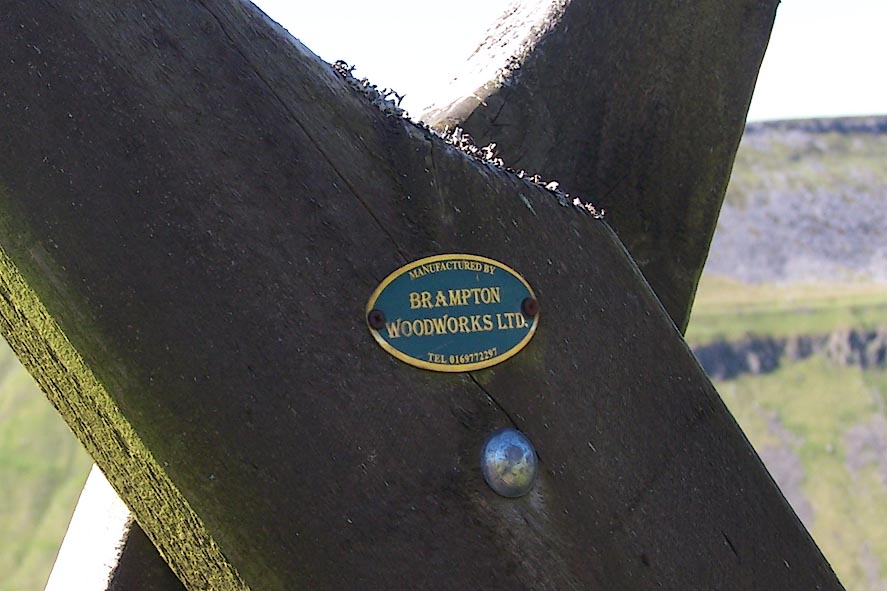 MANUFACTURED BY
BRAMPTON
WOODWORKS LTD.
TEL 0169772297